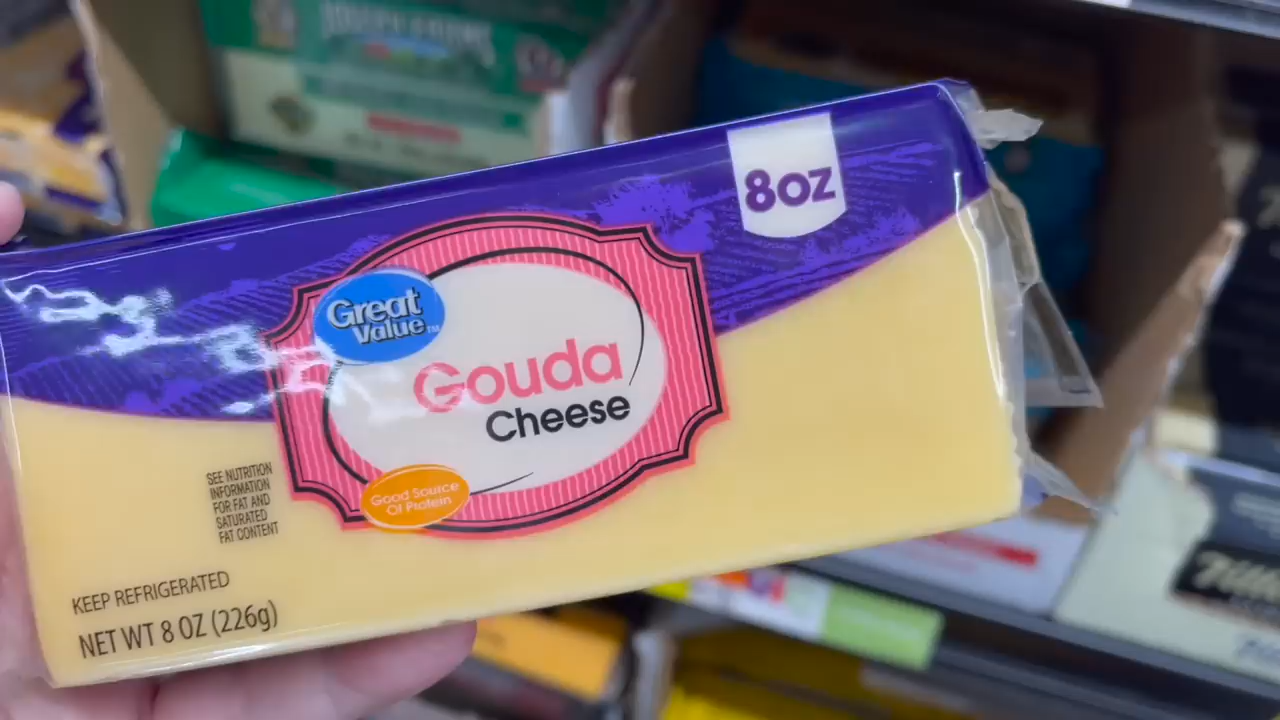 8OZ
Great
Value™
Gouda
Cheese
Good Source
Of Protein
SEE NUTRITION
INFORMATION
FOR FAT AND
SATURATED
FAT CONTENT
KEEP REFRIGERATED
NET WT 8 OZ (226g)